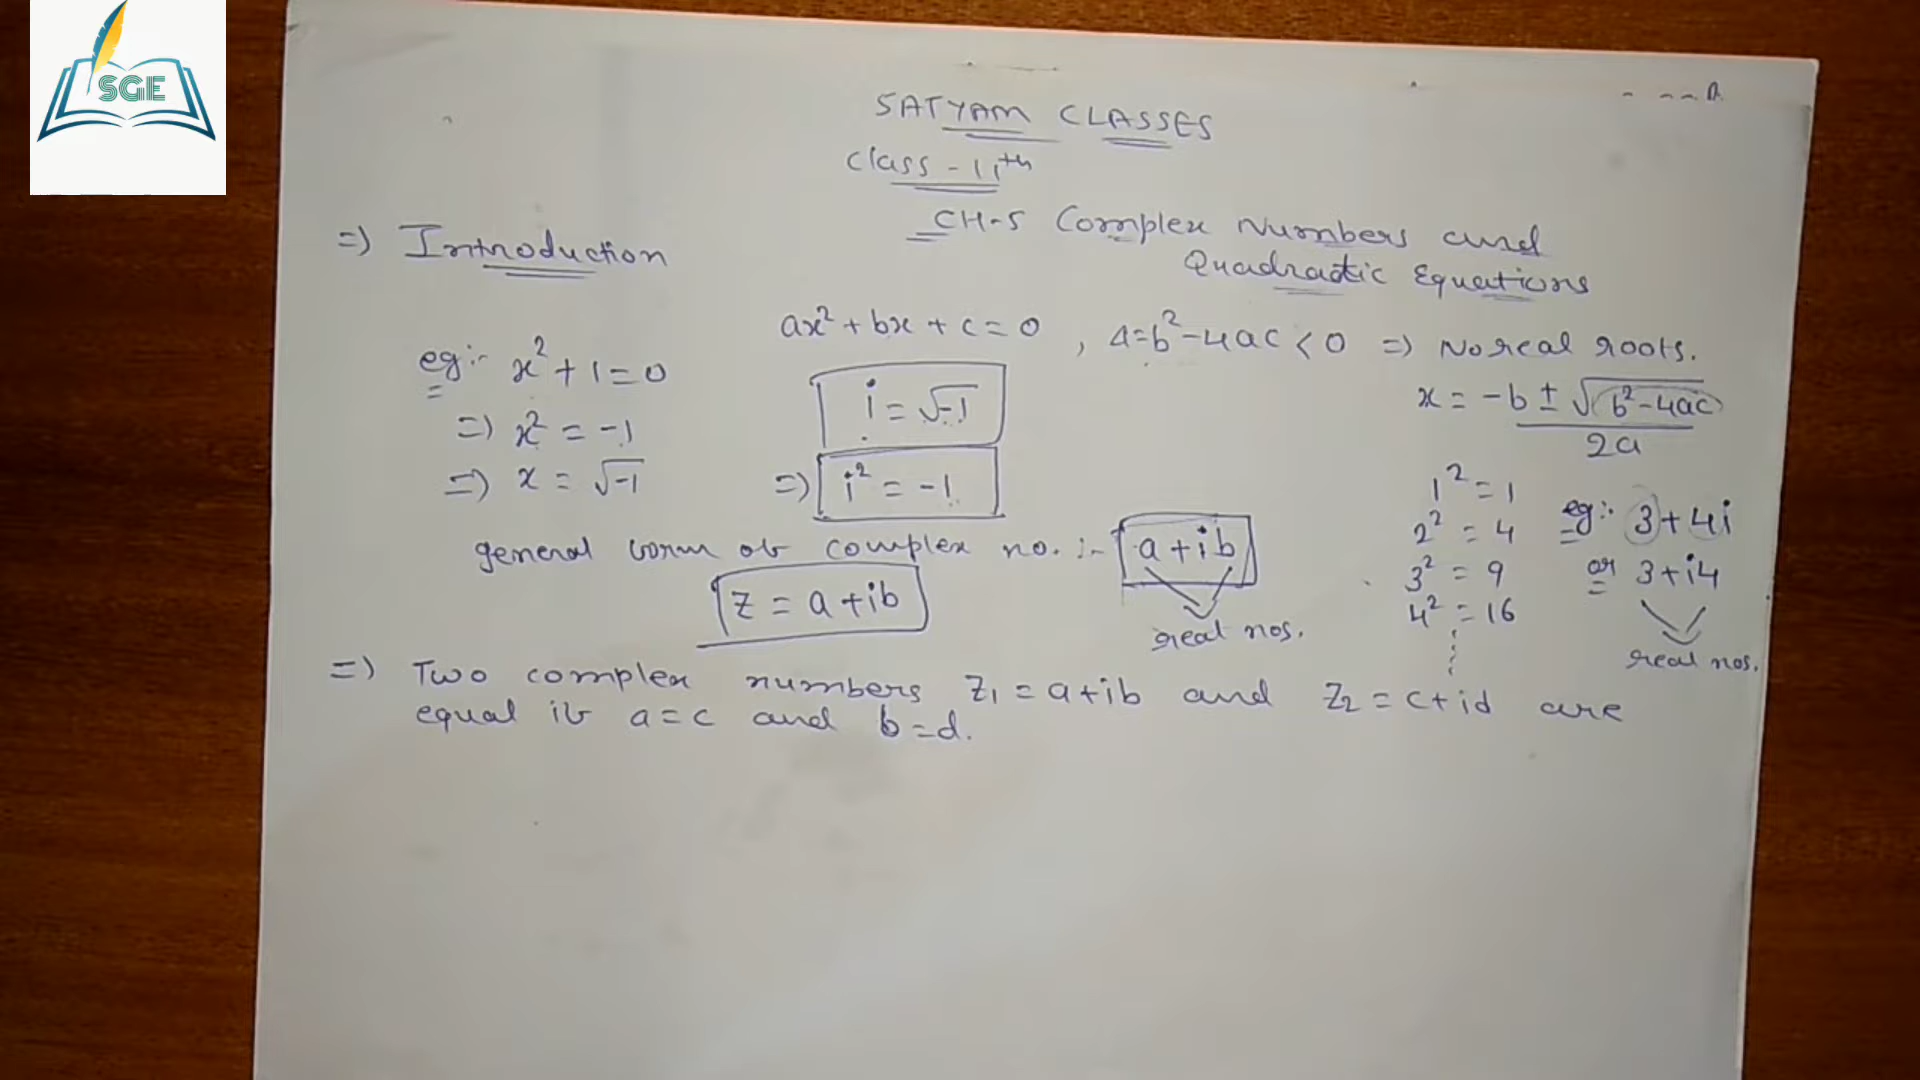 SGE
SATYAM CLASSES
Class - 11th
CH-5 Complex Numbers and
Quadratic Equations
=) Introduction
ax² + bx + c = 0 , Δ=b²-4ac < 0 => No real roots.
x = -b ± √b²-4ac
2a
eg:- x² + 1 = 0
=) x² = -1
=) x = √-1
i = √-1
=) i² = -1
1² = 1
2² = 4
3² = 9
4² = 16
eg:- 3+4i
or 3+i4
real nos.
general form of complex no. :- a+ib
real nos.
z = a+ib
=) Two complex numbers z₁ = a+ib and z₂ = c+id are
equal if a=c and b=d.